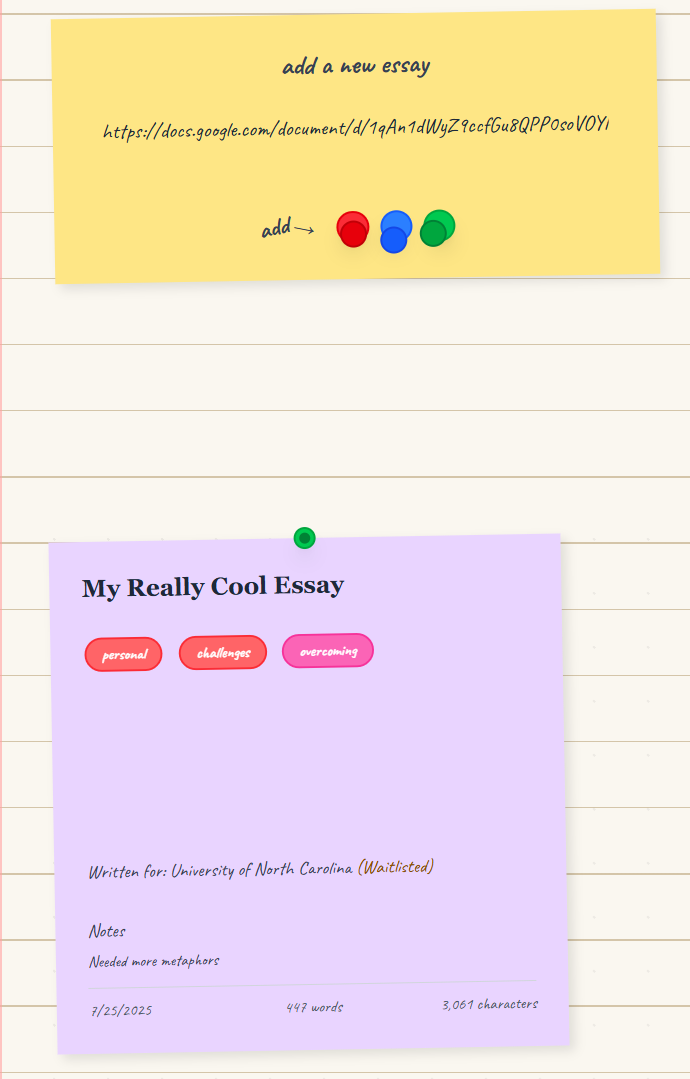 add a new essay
https://docs.google.com/document/d/1qAn1dWyZ9ccfGu8QPP0soVOY
add →
My Really Cool Essay
personal challenges overcoming
Written for: University of North Carolina (Waitlisted)
Notes
Needed more metaphors
7/25/2025 447 words 3,061 characters